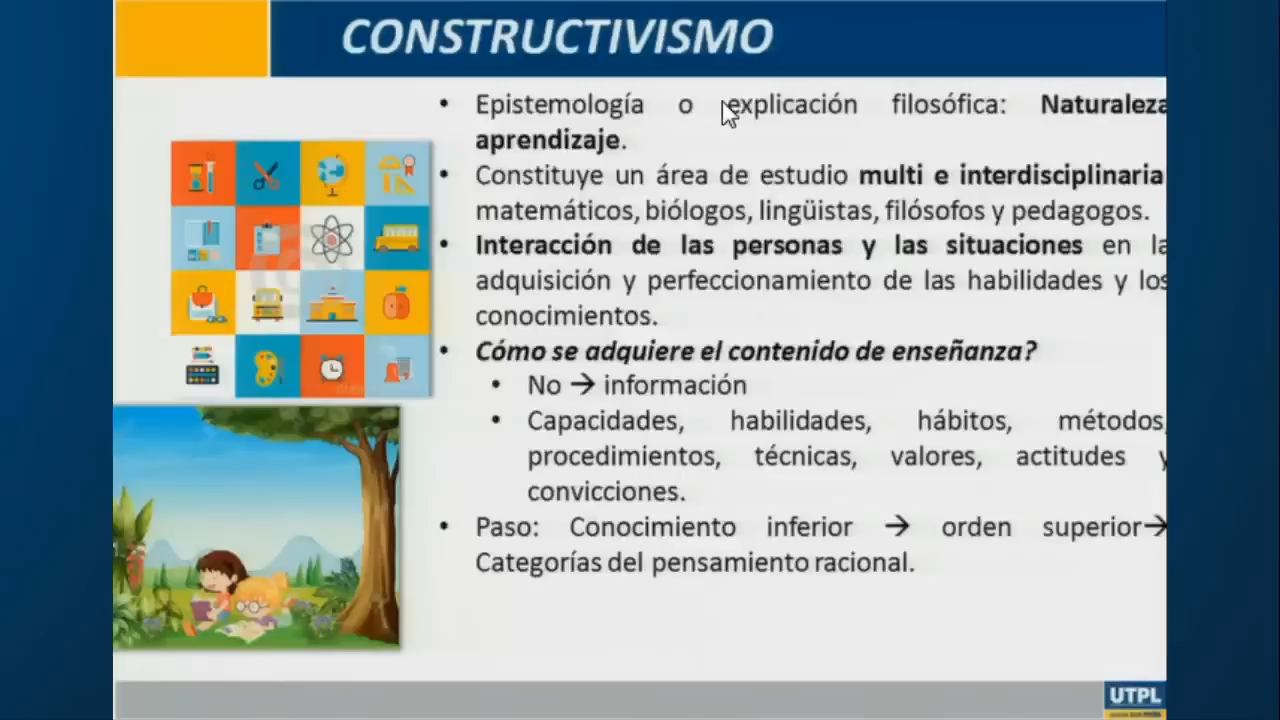 CONSTRUCTIVISMO
• Epistemología o explicación filosófica: Naturaleza
aprendizaje.
• Constituye un área de estudio multi e interdisciplinaria
matemáticos, biólogos, lingüistas, filósofos y pedagogos.
• Interacción de las personas y las situaciones en la
adquisición y perfeccionamiento de las habilidades y los
conocimientos.
• Cómo se adquiere el contenido de enseñanza?
• No → información
• Capacidades, habilidades, hábitos, métodos,
procedimientos, técnicas, valores, actitudes y
convicciones.
• Paso: Conocimiento inferior → orden superior→
Categorías del pensamiento racional.
UTPL